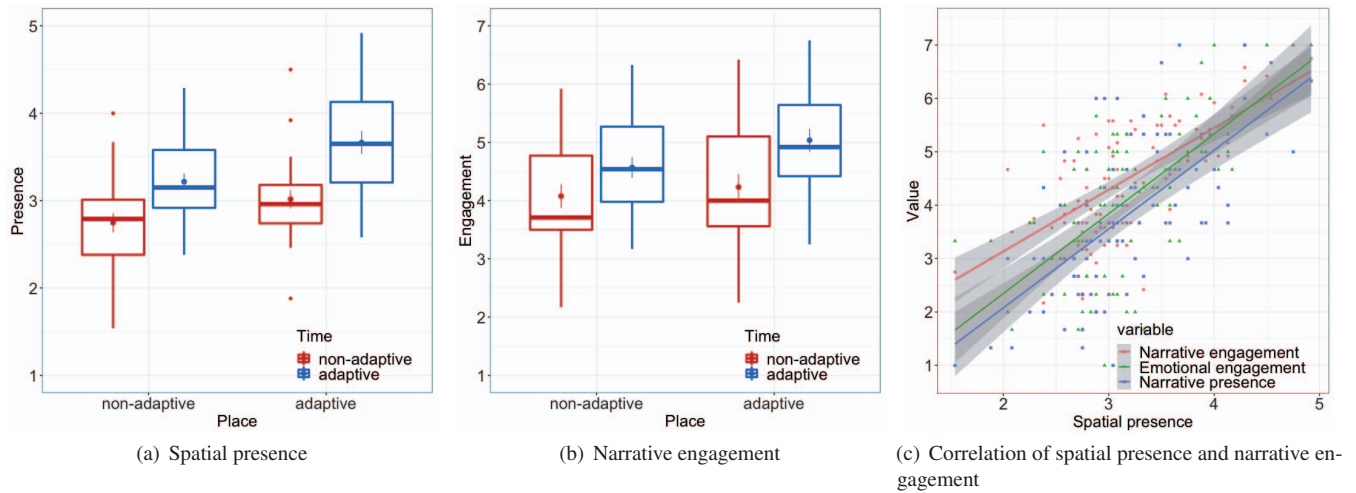 5
4
3
2
1
Presence
non-adaptive
adaptive
Place
Time
non-adaptive
adaptive
(a) Spatial presence
7
6
5
4
3
2
1
Engagement
non-adaptive
adaptive
Place
Time
non-adaptive
adaptive
(b) Narrative engagement
7
6
5
4
3
2
1
Value
2
3
4
5
Spatial presence
variable
Narrative engagement
Emotional engagement
Narrative presence
(c) Correlation of spatial presence and narrative en-
gagement